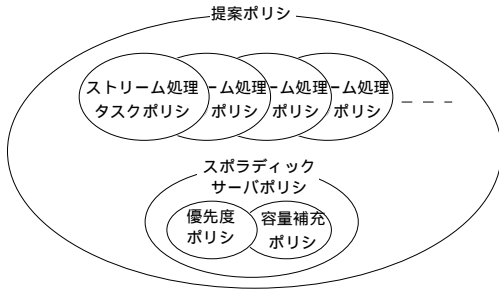 提案ポリシ
ストリーム処理 ーム処理 ーム処理 ーム処理
タスクポリシ ポリシ ポリシ ポリシ
スポラディック
サーバポリシ
優先度 容量補充
ポリシ ポリシ